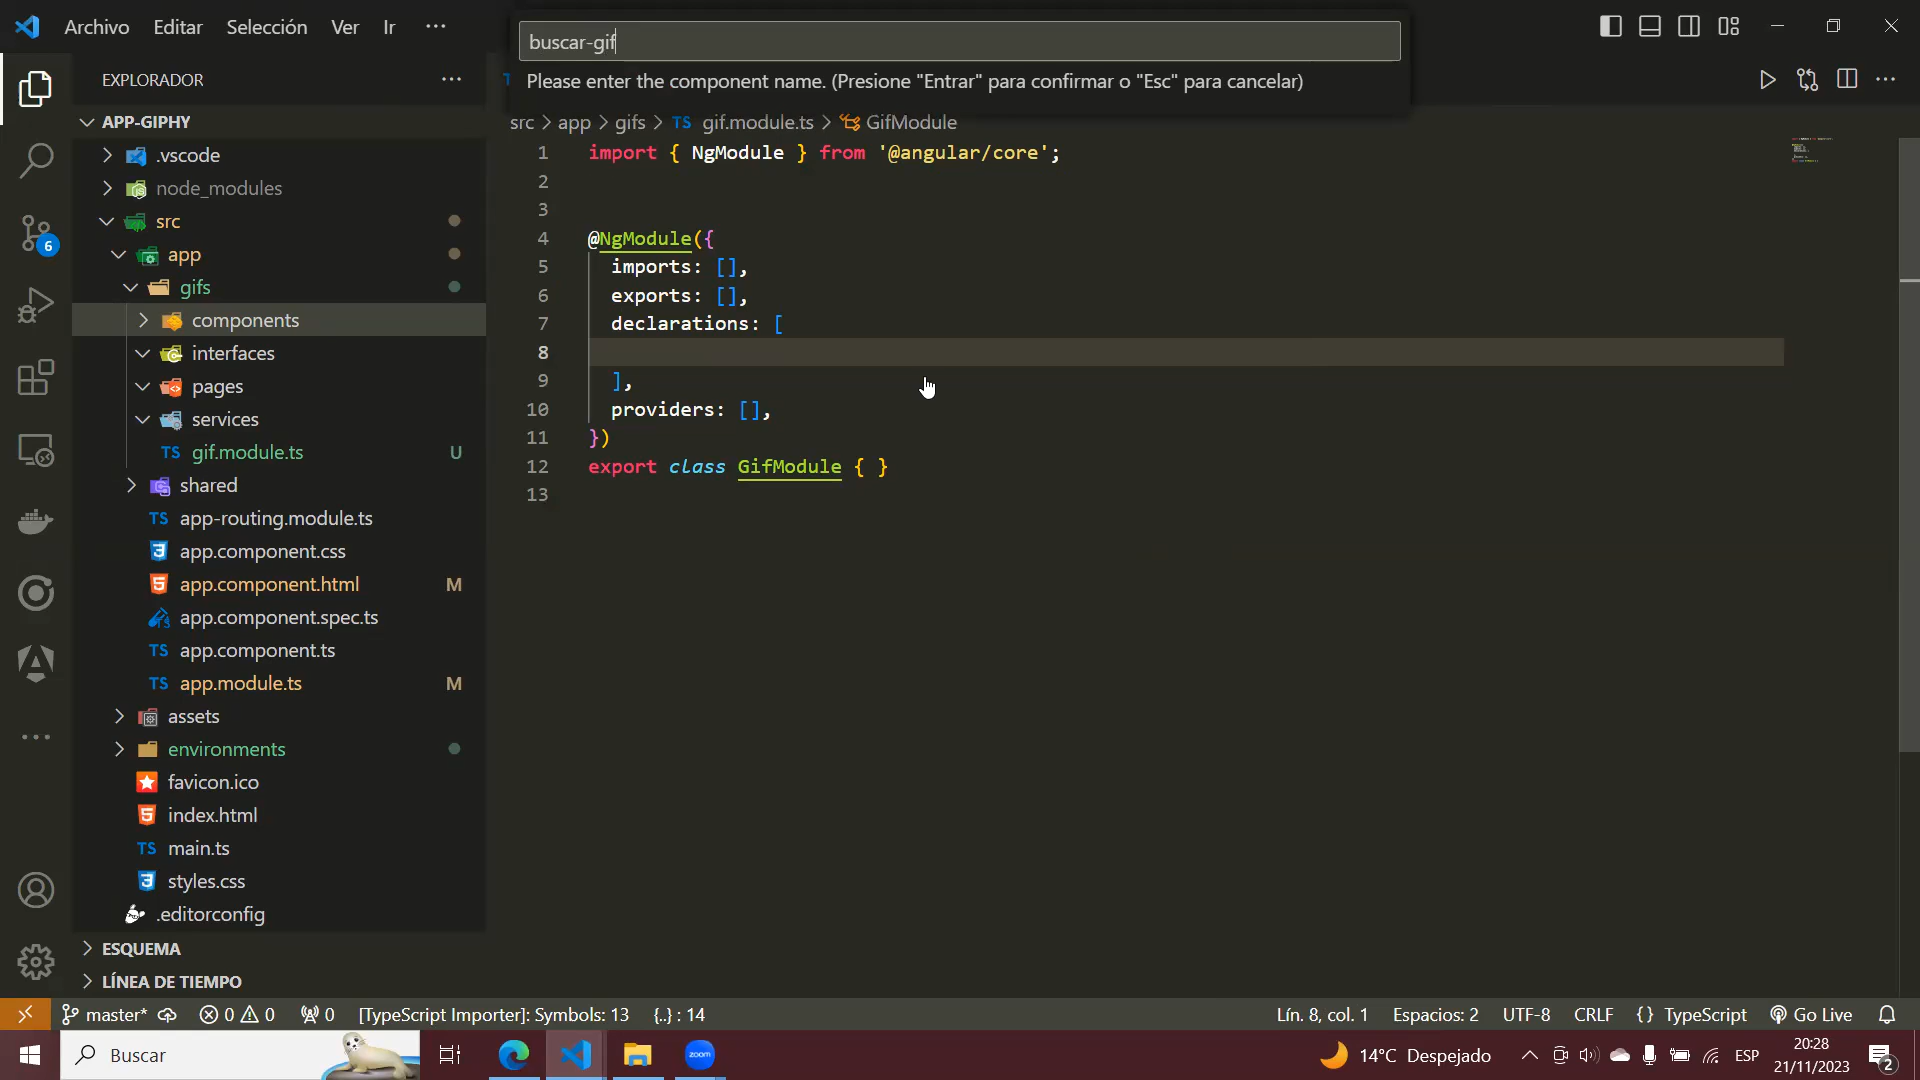 Archivo Editar Selección Ver Ir
buscar-gif
Please enter the component name. (Presione "Entrar" para confirmar o "Esc" para cancelar)
EXPLORADOR
APP-GIPHY
.vscode
node_modules
src
app
gifs
components
interfaces
pages
services
TS gif.module.ts U
shared
TS app-routing.module.ts
app.component.css
app.component.html M
app.component.spec.ts
TS app.component.ts
TS app.module.ts M
assets
environments
favicon.ico
index.html
TS main.ts
styles.css
.editorconfig
ESQUEMA
LÍNEA DE TIEMPO
6
src > app > gifs > TS gif.module.ts > GifModule
1 import { NgModule } from '@angular/core';
2
3
4 @NgModule({
5 imports: [],
6 exports: [],
7 declarations: [
8
9 ],
10 providers: [],
11 })
12 export class GifModule { }
13
master* 0 0 0 [TypeScript Importer]: Symbols: 13 {..} : 14 Lín. 8, col. 1 Espacios: 2 UTF-8 CRLF {} TypeScript Go Live
Buscar zoom 14°C Despejado ESP 20:28
21/11/2023 2